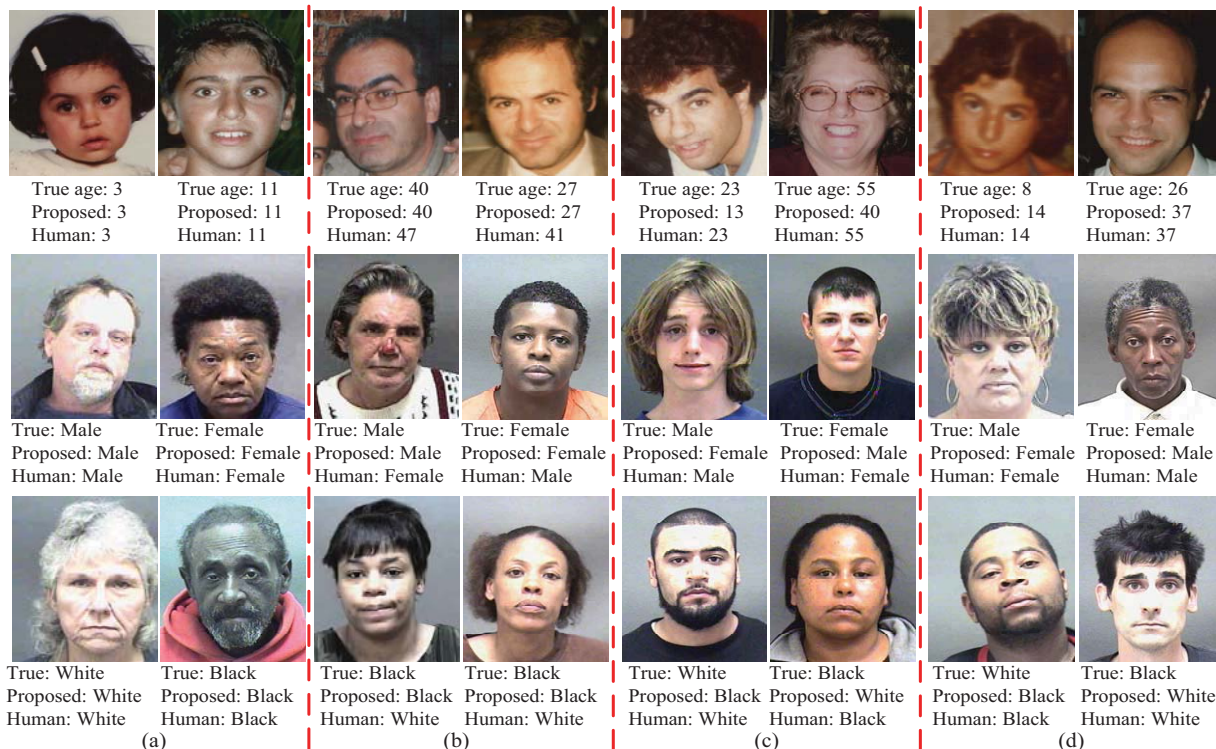 True age: 3
Proposed: 3
Human: 3
True age: 11
Proposed: 11
Human: 11
True age: 40
Proposed: 40
Human: 47
True age: 27
Proposed: 27
Human: 41
True age: 23
Proposed: 13
Human: 23
True age: 55
Proposed: 40
Human: 55
True age: 8
Proposed: 14
Human: 14
True age: 26
Proposed: 37
Human: 37
True: Male
Proposed: Male
Human: Male
True: Female
Proposed: Female
Human: Female
True: Male
Proposed: Male
Human: Female
True: Female
Proposed: Female
Human: Male
True: Male
Proposed: Female
Human: Male
True: Female
Proposed: Male
Human: Female
True: Male
Proposed: Female
Human: Female
True: Female
Proposed: Male
Human: Male
True: White
Proposed: White
Human: White
True: Black
Proposed: Black
Human: Black
True: Black
Proposed: Black
Human: White
True: Black
Proposed: Black
Human: White
True: White
Proposed: Black
Human: White
True: Black
Proposed: White
Human: Black
True: White
Proposed: Black
Human: Black
True: Black
Proposed: White
Human: White
(a)
(b)
(c)
(d)